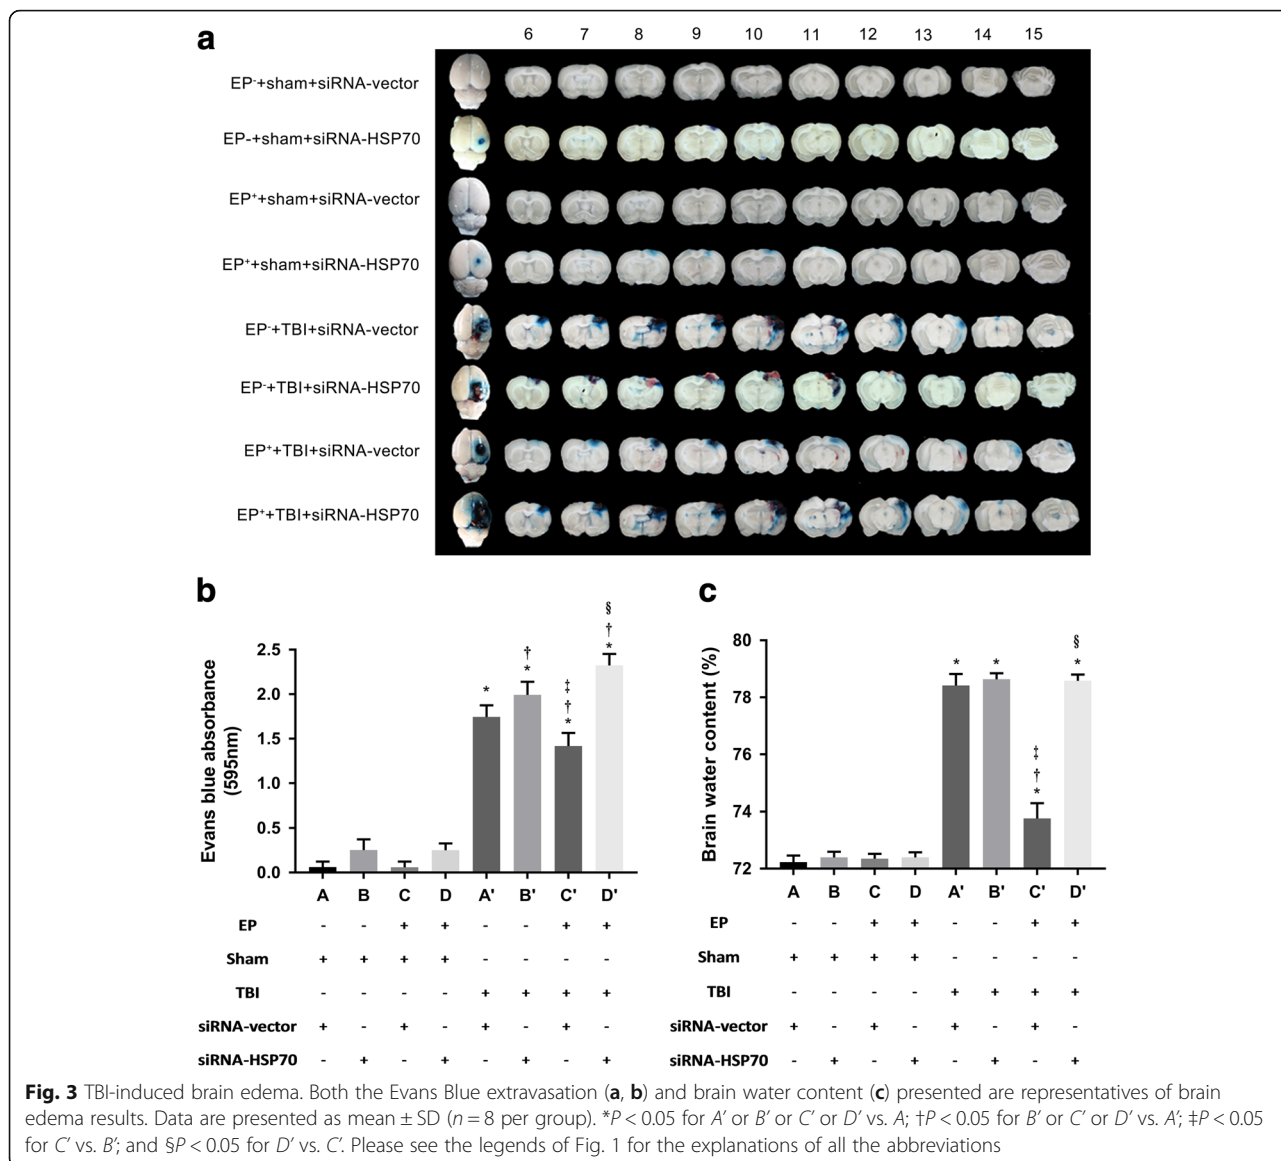 a
6 7 8 9 10 11 12 13 14 15
EP-+sham+siRNA-vector
EP-+sham+siRNA-HSP70
EP++sham+siRNA-vector
EP++sham+siRNA-HSP70
EP-+TBI+siRNA-vector
EP-+TBI+siRNA-HSP70
EP++TBI+siRNA-vector
EP++TBI+siRNA-HSP70
b
Evans blue absorbance
(595nm)
2.5
2.0
1.5
1.0
0.5
0.0
*
† *
‡ † *
§ † *
A B C D A' B' C' D'
EP - - + + - - + +
Sham + + + + - - - -
TBI - - - - + + + +
siRNA-vector + - + - + - + -
siRNA-HSP70 - + - + - + - +
c
Brain water content (%)
80
78
76
74
72
*
*
‡ † *
§ *
A B C D A' B' C' D'
EP - - + + - - + +
Sham + + + + - - - -
TBI - - - - + + + +
siRNA-vector + - + - + - + -
siRNA-HSP70 - + - + - + - +
Fig. 3 TBI-induced brain edema. Both the Evans Blue extravasation (a, b) and brain water content (c) presented are representatives of brain
edema results. Data are presented as mean ± SD (n = 8 per group). *P < 0.05 for A′ or B′ or C′ or D′ vs. A; †P < 0.05 for B′ or C′ or D′ vs. A′; ‡P < 0.05
for C′ vs. B′; and §P < 0.05 for D′ vs. C′. Please see the legends of Fig. 1 for the explanations of all the abbreviations